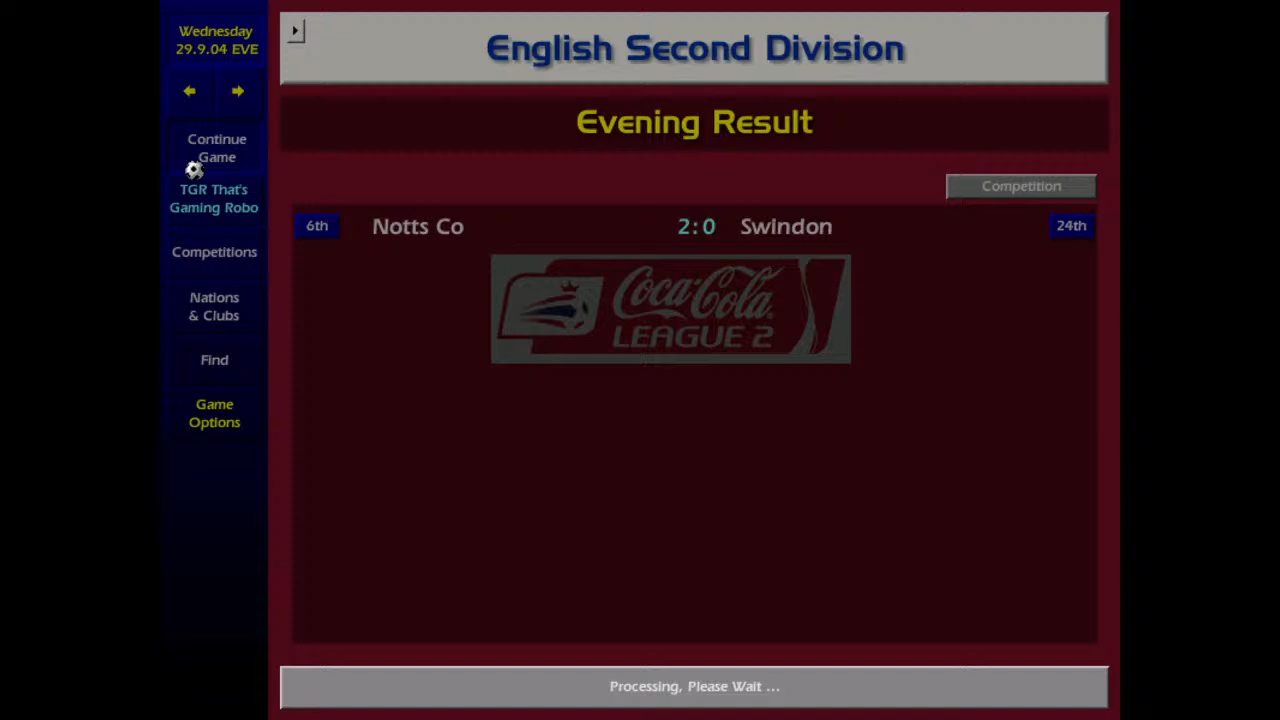 Wednesday
29.9.04 EVE
Continue
Game
TGR That's
Gaming Robo
Competitions
Nations
& Clubs
Find
Game
Options
English Second Division
Evening Result
Competition
6th Notts Co 2:0 Swindon 24th
Coca-Cola
LEAGUE 2
Processing, Please Wait ...